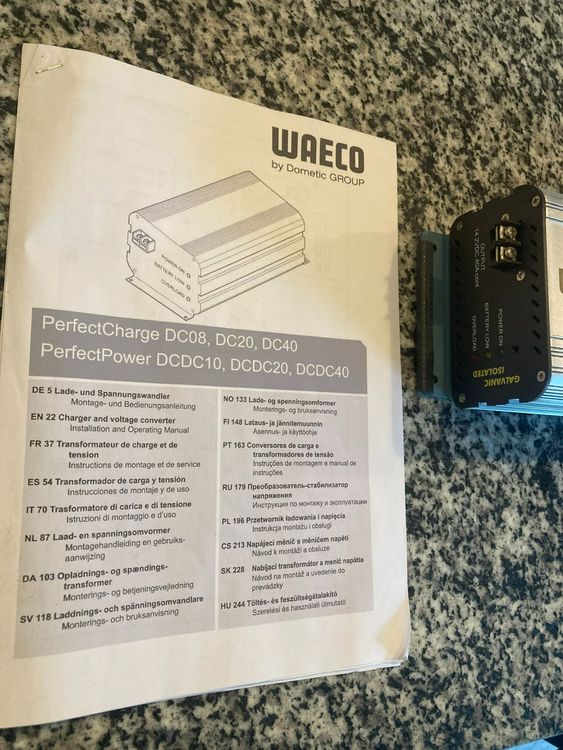 WAECO
by Dometic GROUP
POWER ON
BATTERY LOW
OVERLOAD
PerfectCharge DC08, DC20, DC40
PerfectPower DCDC10, DCDC20, DCDC40
DE 5 Lade- und Spannungswandler
Montage- und Bedienungsanleitung
EN 22 Charger and voltage converter
Installation and Operating Manual
FR 37 Transformateur de charge et de
tension
Instructions de montage et de service
ES 54 Transformador de carga y tensión
Instrucciones de montaje y de uso
IT 70 Trasformatore di carica e di tensione
Istruzioni di montaggio e d'uso
NL 87 Laad- en spanningsomvormer
Montagehandleiding en gebruiks-
aanwijzing
DA 103 Opladnings- og spændings-
transformer
Monterings- og betjeningsvejledning
SV 118 Laddnings- och spänningsomvandlare
Monterings- och bruksanvisning
NO 133 Lade- og spenningsomformer
Monterings- og bruksanvisning
FI 148 Lataus- ja jännitemuunnin
Asennus- ja käyttöohje
PT 163 Conversores de carga e
transformadores de tensão
Instruções de montagem e manual de
instruções
RU 179 Преобразователь-стабилизатор
напряжения
Инструкция по монтажу и эксплуатации
PL 196 Przetwornik ładowania i napięcia
Instrukcja montażu i obsługi
CS 213 Napájecí měnič s měničem napětí
Návod k montáži a obsluze
SK 228 Nabíjací transformátor a menič napätia
Návod na montáž a uvedenie do
prevádzky
HU 244 Töltés- és feszültségátalakító
Szerelési és használati útmutató
OUTPUT
14.2VDC 40A cont.
POWER ON
BATTERY LOW
OVERLOAD
GALVANIC
ISOLATED